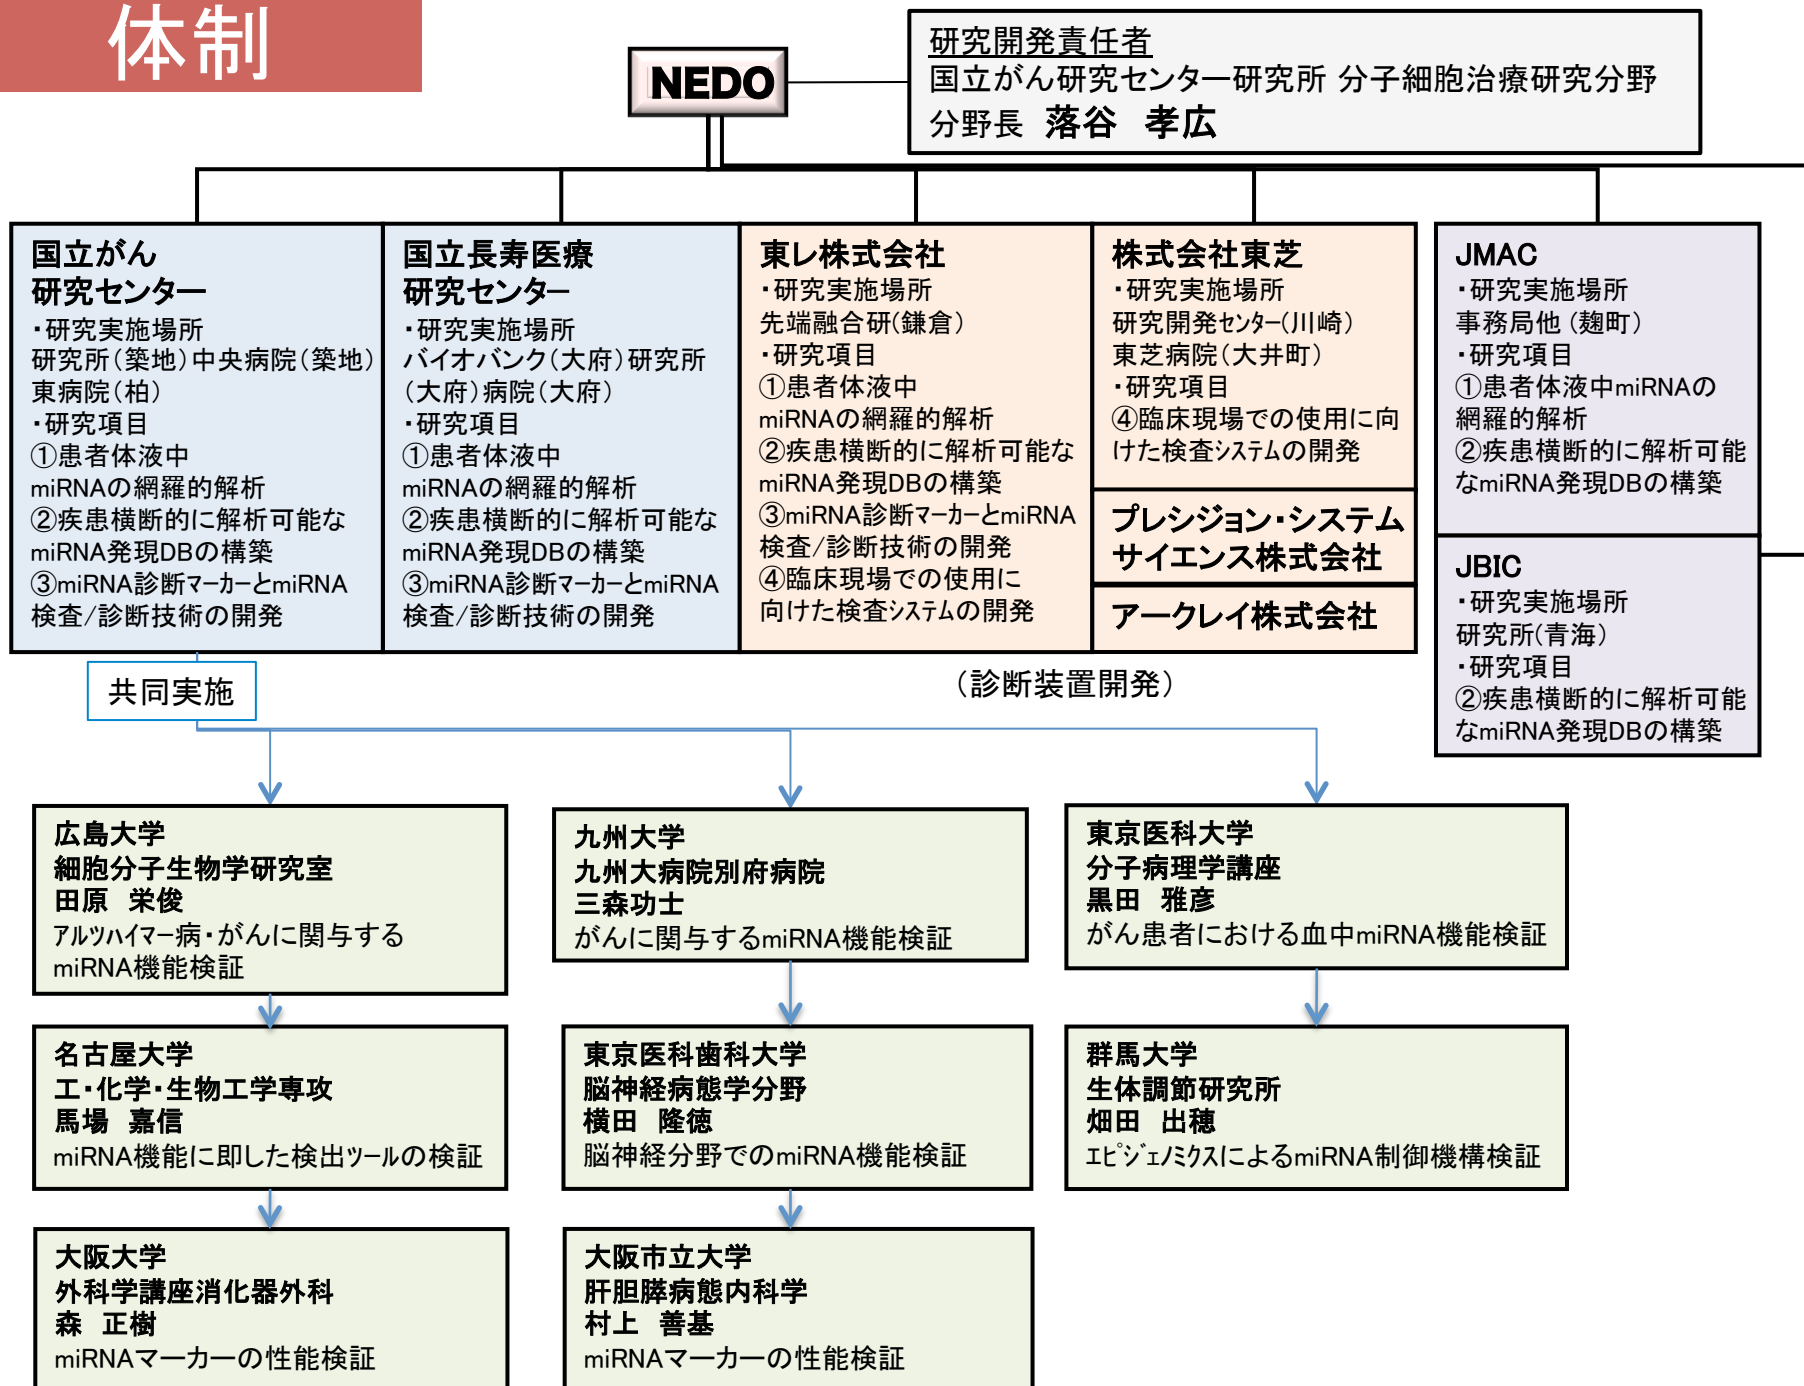 体制
NEDO
研究開発責任者
国立がん研究センター研究所 分子細胞治療研究分野
分野長 落谷 孝広
国立がん
研究センター
・研究実施場所
研究所(築地)中央病院(築地)
東病院(柏)
・研究項目
①患者体液中
miRNAの網羅的解析
②疾患横断的に解析可能な
miRNA発現DBの構築
③miRNA診断マーカーとmiRNA
検査/診断技術の開発
国立長寿医療
研究センター
・研究実施場所
バイオバンク(大府)研究所
(大府)病院(大府)
・研究項目
①患者体液中
miRNAの網羅的解析
②疾患横断的に解析可能な
miRNA発現DBの構築
③miRNA診断マーカーとmiRNA
検査/診断技術の開発
東レ株式会社
・研究実施場所
先端融合研(鎌倉)
・研究項目
①患者体液中
miRNAの網羅的解析
②疾患横断的に解析可能な
miRNA発現DBの構築
③miRNA診断マーカーとmiRNA
検査/診断技術の開発
④臨床現場での使用に
向けた検査システムの開発
株式会社東芝
・研究実施場所
研究開発センター(川崎)
東芝病院(大井町)
・研究項目
④臨床現場での使用に向
けた検査システムの開発
プレシジョン・システム
サイエンス株式会社
アークレイ株式会社
JMAC
・研究実施場所
事務局他 (麹町)
・研究項目
①患者体液中miRNAの
網羅的解析
②疾患横断的に解析可能
なmiRNA発現DBの構築
JBIC
・研究実施場所
研究所(青海)
・研究項目
②疾患横断的に解析可能
なmiRNA発現DBの構築
共同実施
(診断装置開発)
広島大学
細胞分子生物学研究室
田原 栄俊
アルツハイマー病・がんに関与する
miRNA機能検証
九州大学
九州大病院別府病院
三森功士
がんに関与するmiRNA機能検証
東京医科大学
分子病理学講座
黒田 雅彦
がん患者における血中miRNA機能検証
名古屋大学
工・化学・生物工学専攻
馬場 嘉信
miRNA機能に即した検出ツールの検証
東京医科歯科大学
脳神経病態学分野
横田 隆徳
脳神経分野でのmiRNA機能検証
群馬大学
生体調節研究所
畑田 出穂
エピジェノミクスによるmiRNA制御機構検証
大阪大学
外科学講座消化器外科
森 正樹
miRNAマーカーの性能検証
大阪市立大学
肝胆膵病態内科学
村上 善基
miRNAマーカーの性能検証